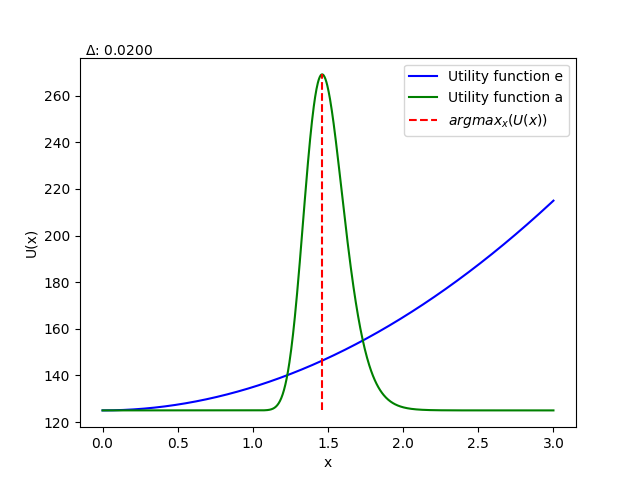 Δ: 0.0200
Utility function e
Utility function a
argmaxₓ(U(x))
U(x)
260
240
220
200
180
160
140
120
0.0 0.5 1.0 1.5 2.0 2.5 3.0
x